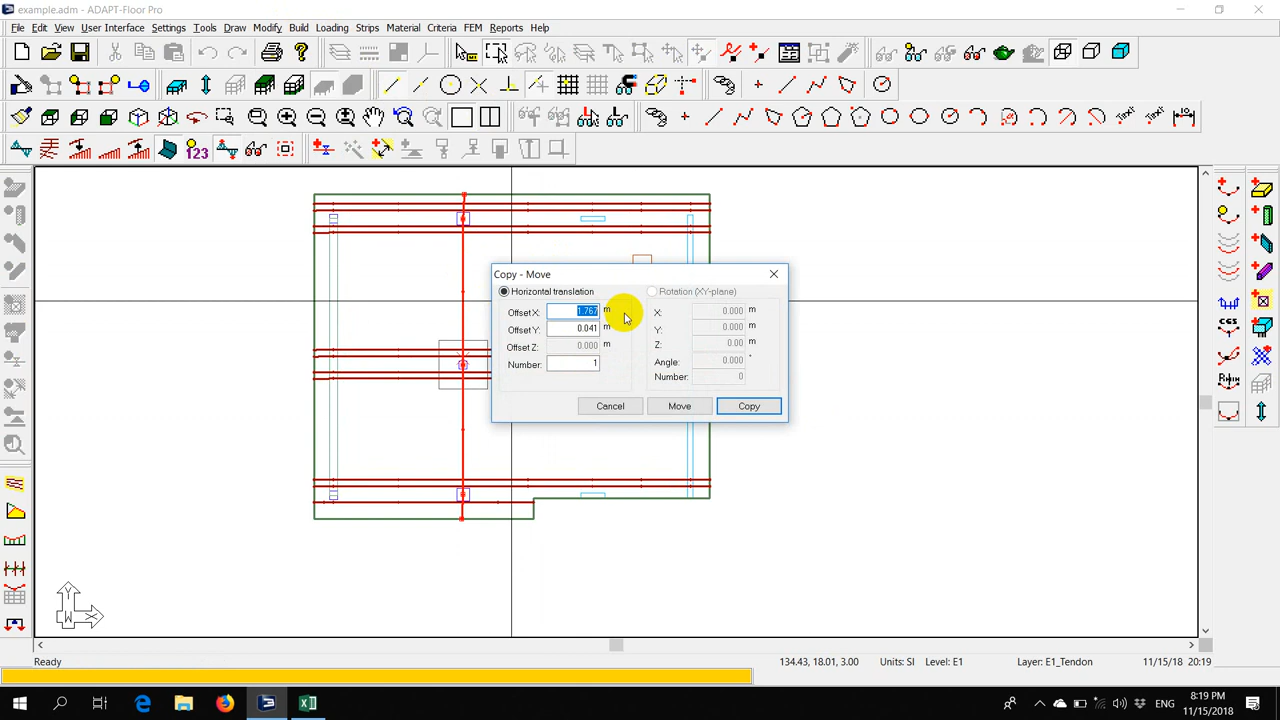 example.adm - ADAPT-Floor Pro
File Edit View User Interface Settings Tools Draw Modify Build Loading Strips Material Criteria FEM Reports Help
123
Copy - Move
Horizontal translation
Rotation (XY-plane)
Offset X: 1.767 m
X: 0.000 m
Offset Y: 0.041 m
Y: 0.000 m
Offset Z: 0.000 m
Z: 0.00 m
Angle: 0.000 °
Number: 1
Number: 0
Cancel Move Copy
CGS
Y
W X
Ready
134.43, 18.01, 3.00 Units: SI Level: E1 Layer: E1_Tendon 11/15/18 20:19
ENG
8:19 PM
11/15/2018